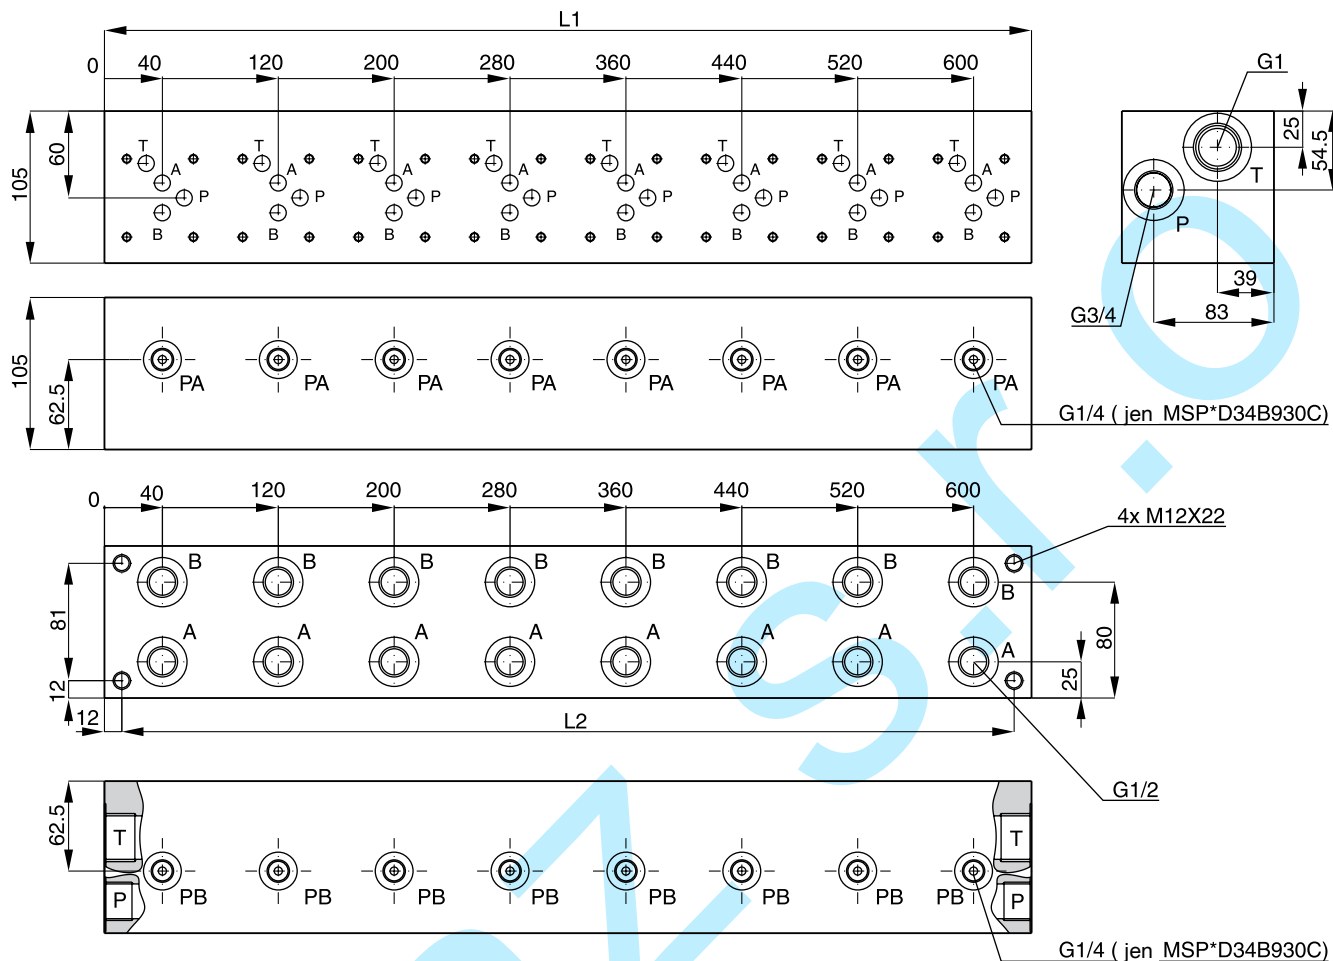 L1
0 40 120 200 280 360 440 520 600
G1
105 60
T T T T T T T T
A A A A A A A A
P P P P P P P P
B B B B B B B B
25 54.5
T
P
39
83
G3/4
105 62.5
PA PA PA PA PA PA PA PA
G1/4 ( jen MSP*D34B930C)
0 40 120 200 280 360 440 520 600
4x M12X22
B B B B B B B B
A A A A A A A A
81 12
80 25
12 L2
G1/2
62.5
T T
P P
PB PB PB PB PB PB PB PB
G1/4 ( jen MSP*D34B930C)
z s.r.o